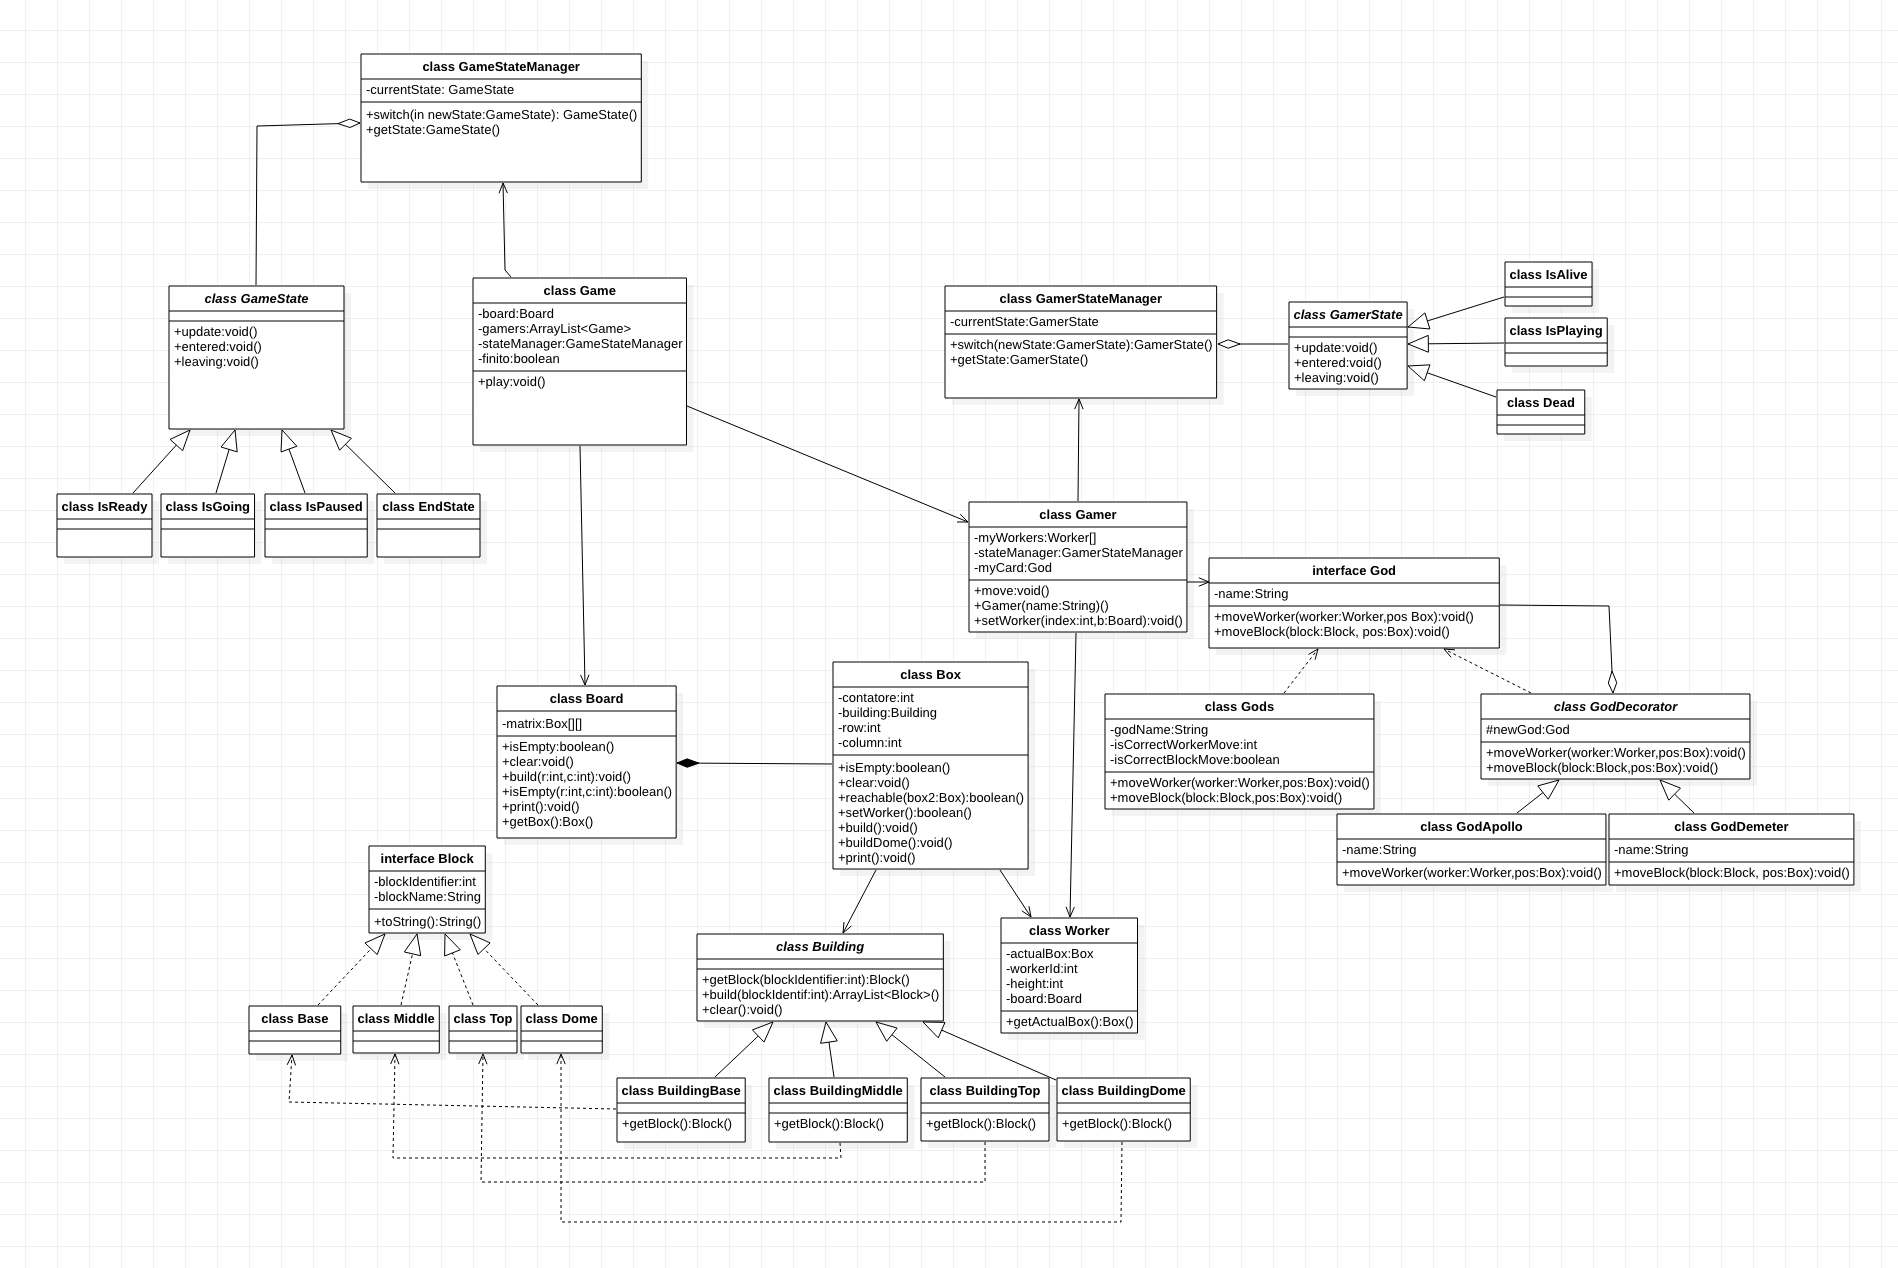 class GameStateManager
-currentState: GameState
+switch(in newState:GameState): GameState()
+getState:GameState()
class GameState
+update:void()
+entered:void()
+leaving:void()
class Game
-board:Board
-gamers:ArrayList<Game>
-stateManager:GameStateManager
-finito:boolean
+play:void()
class GamerStateManager
-currentState:GamerState
+switch(newState:GamerState):GamerState()
+getState:GamerState()
class GamerState
+update:void()
+entered:void()
+leaving:void()
class IsAlive
class IsPlaying
class Dead
class IsReady
class IsGoing
class IsPaused
class EndState
class Gamer
-myWorkers:Worker[]
-stateManager:GamerStateManager
-myCard:God
+move:void()
+Gamer(name:String)()
+setWorker(index:int,b:Board):void()
interface God
-name:String
+moveWorker(worker:Worker,pos Box):void()
+moveBlock(block:Block, pos:Box):void()
class Board
-matrix:Box[][]
+isEmpty:boolean()
+clear:void()
+build(r:int,c:int):void()
+isEmpty(r:int,c:int):boolean()
+print():void()
+getBox():Box()
class Box
-contatore:int
-building:Building
-row:int
-column:int
+isEmpty:boolean()
+clear:void()
+reachable(box2:Box):boolean()
+setWorker():boolean()
+build():void()
+buildDome():void()
+print():void()
class Gods
-godName:String
-isCorrectWorkerMove:int
-isCorrectBlockMove:boolean
+moveWorker(worker:Worker,pos:Box):void()
+moveBlock(block:Block,pos:Box):void()
class GodDecorator
#newGod:God
+moveWorker(worker:Worker,pos:Box):void()
+moveBlock(block:Block,pos:Box):void()
class GodApollo
-name:String
+moveWorker(worker:Worker,pos:Box):void()
class GodDemeter
-name:String
+moveBlock(block:Block, pos:Box):void()
interface Block
-blockIdentifier:int
-blockName:String
+toString():String()
class Building
+getBlock(blockIdentifier:int):Block()
+build(blockIdentif:int):ArrayList<Block>()
+clear():void()
class Worker
-actualBox:Box
-workerId:int
-height:int
-board:Board
+getActualBox():Box()
class Base
class Middle
class Top
class Dome
class BuildingBase
+getBlock():Block()
class BuildingMiddle
+getBlock():Block()
class BuildingTop
+getBlock():Block()
class BuildingDome
+getBlock():Block()